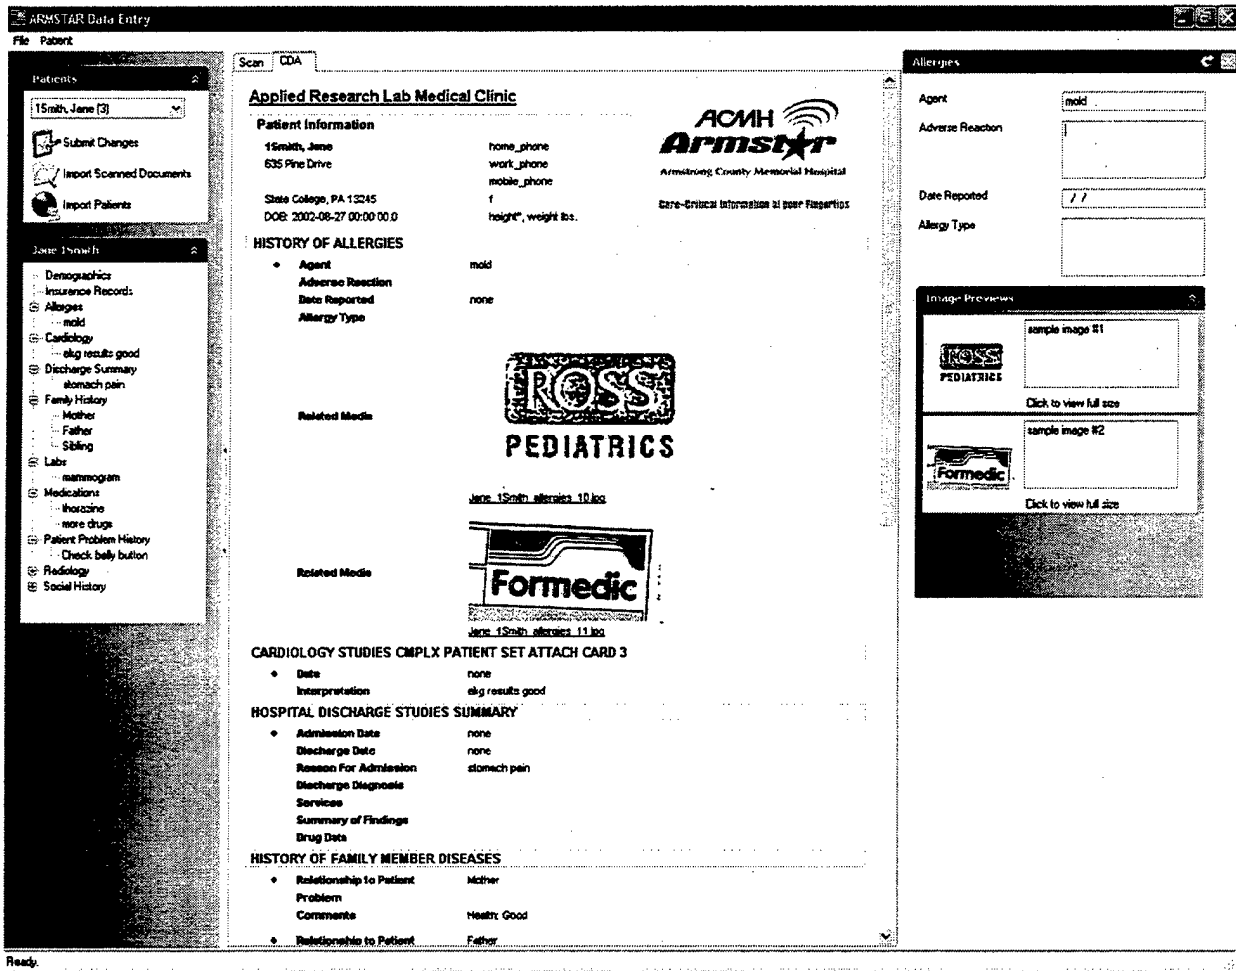 ARMSTAR Data Entry
File Patient
Patients
1Smith, Jane (3)
Submit Changes
Import Scanned Documents
Import Patients
Jane 1Smith
Demographics
Insurance Records
Allergies
mold
Cardiology
ekg results good
Discharge Summary
stomach pain
Family History
Mother
Father
Sibling
Labs
mammogram
Medications
thorazine
more drugs
Patient Problem History
Check belly button
Radiology
Social History
Scan CDA
Applied Research Lab Medical Clinic
ACMH
Armstar
Armstrong County Memorial Hospital
Care-Critical Information at your Fingertips
Patient Information
1Smith, Jane home_phone
635 Pine Drive work_phone
mobile_phone
State College, PA 13245 f
DOB: 2002-08-27 00:00:00.0 height", weight lbs.
HISTORY OF ALLERGIES
Agent mold
Adverse Reaction
Date Reported none
Allergy Type
Related Media
ROSS
PEDIATRICS
Jane_1Smith_allergies_10.jpg
Related Media
Formedic
Jane_1Smith_allergies_11.jpg
CARDIOLOGY STUDIES CMPLX PATIENT SET ATTACH CARD 3
Date none
Interpretation ekg results good
HOSPITAL DISCHARGE STUDIES SUMMARY
Admission Date none
Discharge Date none
Reason For Admission stomach pain
Discharge Diagnosis
Services
Summary of Findings
Drug Data
HISTORY OF FAMILY MEMBER DISEASES
Relationship to Patient Mother
Problem
Comments Health: Good
Relationship to Patient Father
Allergies
Agent mold
Adverse Reaction
Date Reported / /
Allergy Type
Image Previews
sample image #1
ROSS
PEDIATRICS
Click to view full size
sample image #2
Formedic
Click to view full size
Ready.